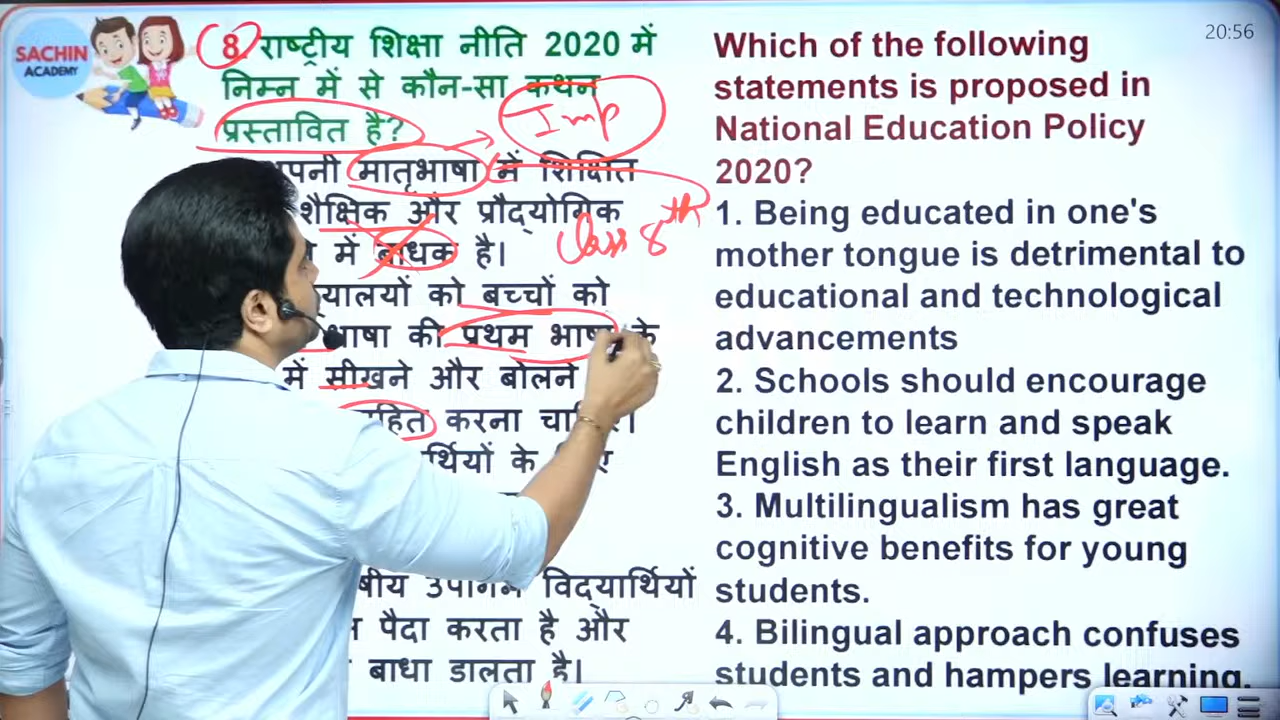 SACHIN
ACADEMY
8. राष्ट्रीय शिक्षा नीति 2020 में
निम्न में से कौन-सा कथन
प्रस्तावित है?
Imp
मातृभाषा में शिक्षित
शैक्षिक और प्रौद्योगिक
में बाधक है।
class 8th
को बच्चों को
की प्रथम भाषा के
में सीखने और बोलने
करना
के
उपागम विद्यार्थियों
पैदा करता है और
बाधा डालता है।
20:56
Which of the following
statements is proposed in
National Education Policy
2020?
1. Being educated in one's
mother tongue is detrimental to
educational and technological
advancements
2. Schools should encourage
children to learn and speak
English as their first language.
3. Multilingualism has great
cognitive benefits for young
students.
4. Bilingual approach confuses
students and hampers learning.